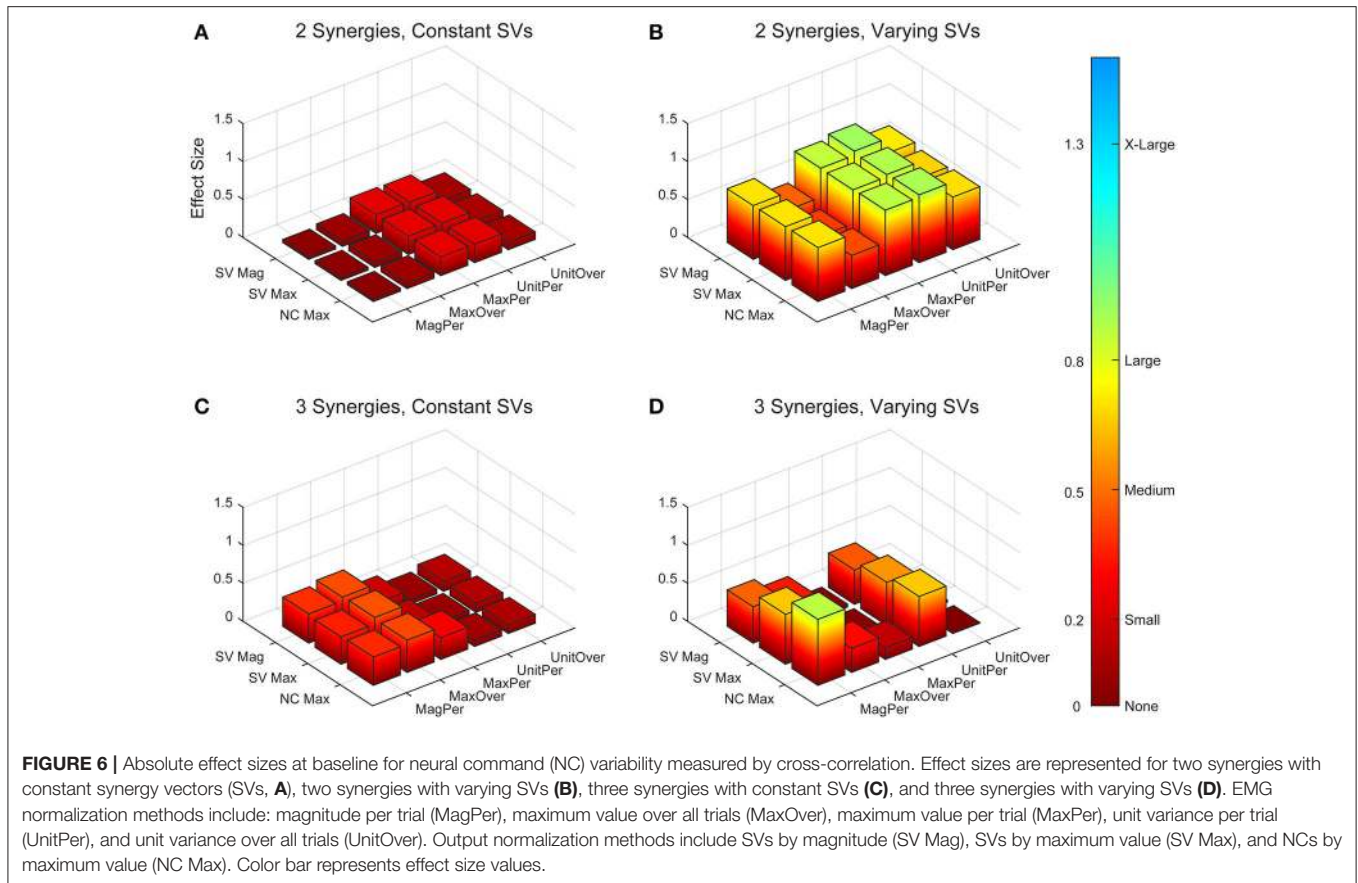 A 2 Synergies, Constant SVs
1.5
1
0.5
0
Effect Size
SV Mag
SV Max
NC Max
MagPer
MaxOver
MaxPer
UnitPer
UnitOver
B 2 Synergies, Varying SVs
1.5
1
0.5
0
SV Mag
SV Max
NC Max
MagPer
MaxOver
MaxPer
UnitPer
UnitOver
1.3 X-Large
0.8 Large
0.5 Medium
0.2 Small
0 None
C 3 Synergies, Constant SVs
1.5
1
0.5
0
SV Mag
SV Max
NC Max
MagPer
MaxOver
MaxPer
UnitPer
UnitOver
D 3 Synergies, Varying SVs
1.5
1
0.5
0
SV Mag
SV Max
NC Max
MagPer
MaxOver
MaxPer
UnitPer
UnitOver
FIGURE 6 | Absolute effect sizes at baseline for neural command (NC) variability measured by cross-correlation. Effect sizes are represented for two synergies with
constant synergy vectors (SVs, A), two synergies with varying SVs (B), three synergies with constant SVs (C), and three synergies with varying SVs (D). EMG
normalization methods include: magnitude per trial (MagPer), maximum value over all trials (MaxOver), maximum value per trial (MaxPer), unit variance per trial
(UnitPer), and unit variance over all trials (UnitOver). Output normalization methods include SVs by magnitude (SV Mag), SVs by maximum value (SV Max), and NCs by
maximum value (NC Max). Color bar represents effect size values.